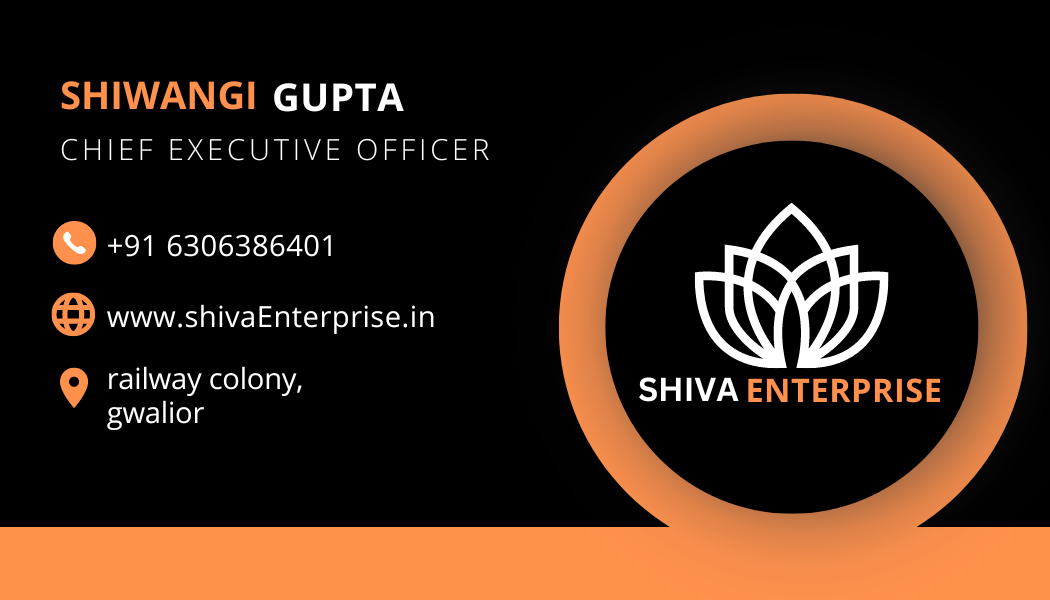 SHIWANGI GUPTA
CHIEF EXECUTIVE OFFICER
+91 6306386401
www.shivaEnterprise.in
railway colony,
gwalior
SHIVA ENTERPRISE